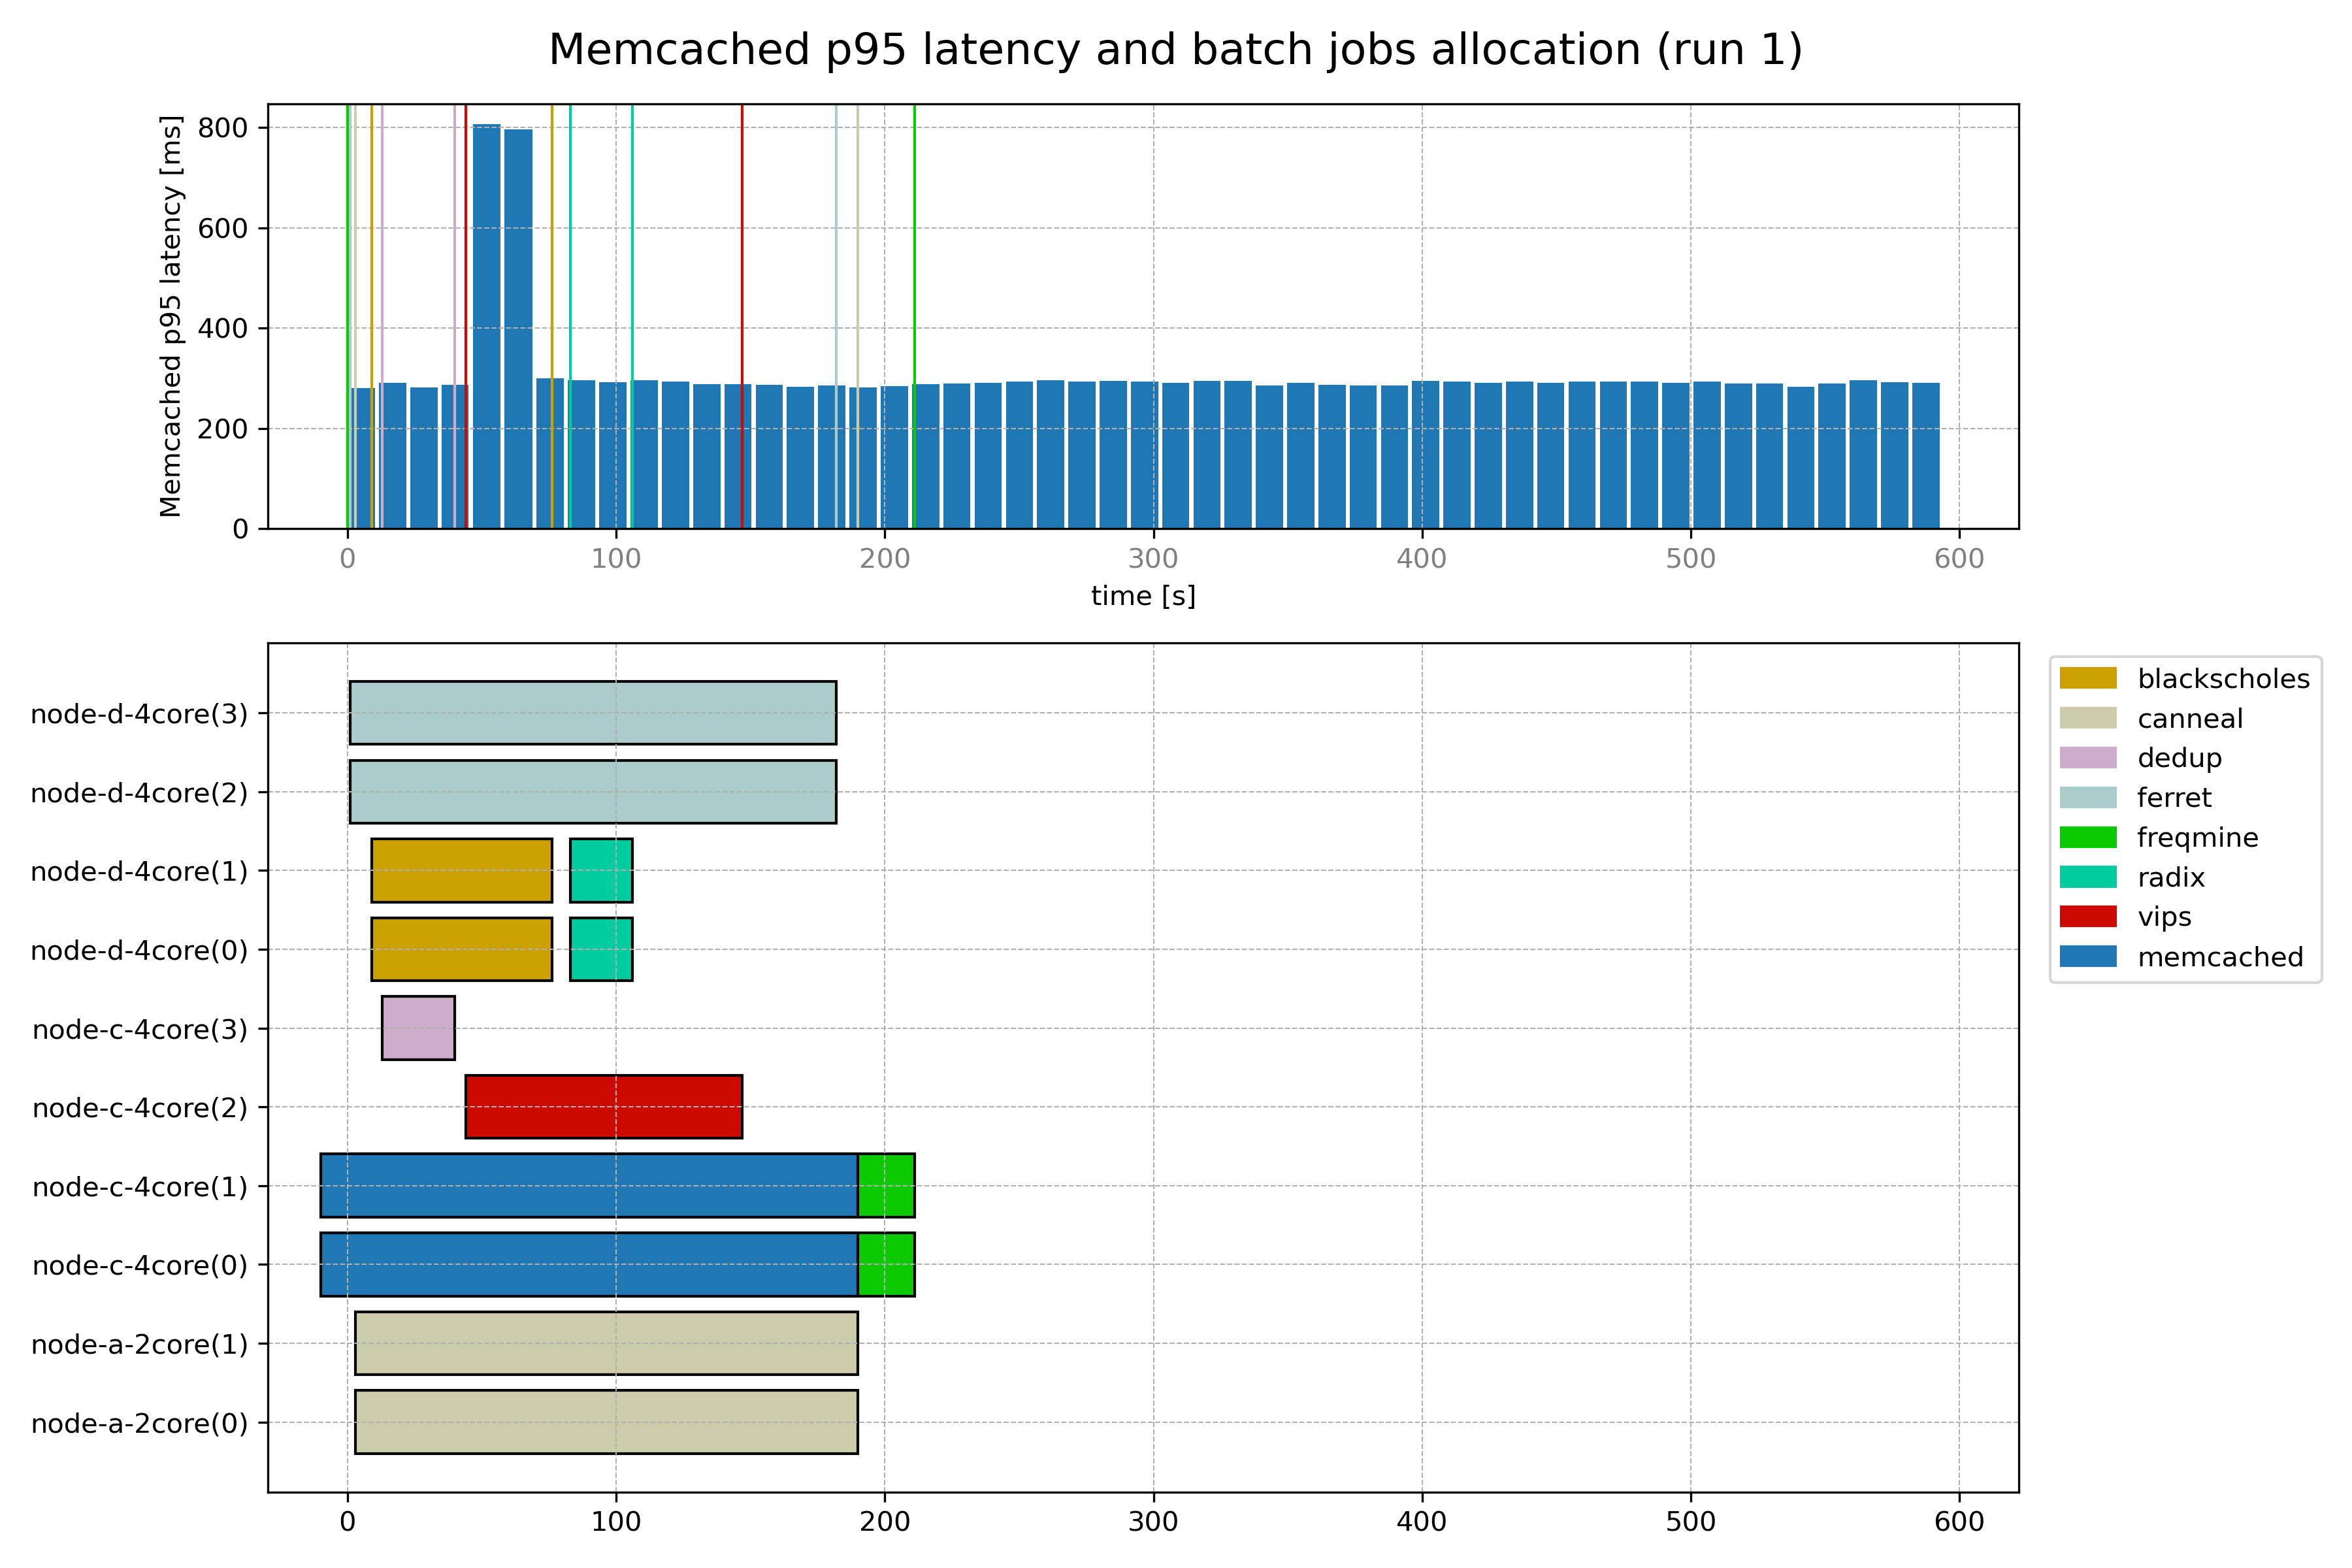 Memcached p95 latency and batch jobs allocation (run 1)
Memcached p95 latency [ms]
800
600
400
200
0
0 100 200 300 400 500 600
time [s]
node-d-4core(3)
node-d-4core(2)
node-d-4core(1)
node-d-4core(0)
node-c-4core(3)
node-c-4core(2)
node-c-4core(1)
node-c-4core(0)
node-a-2core(1)
node-a-2core(0)
0 100 200 300 400 500 600
blackscholes
canneal
dedup
ferret
freqmine
radix
vips
memcached